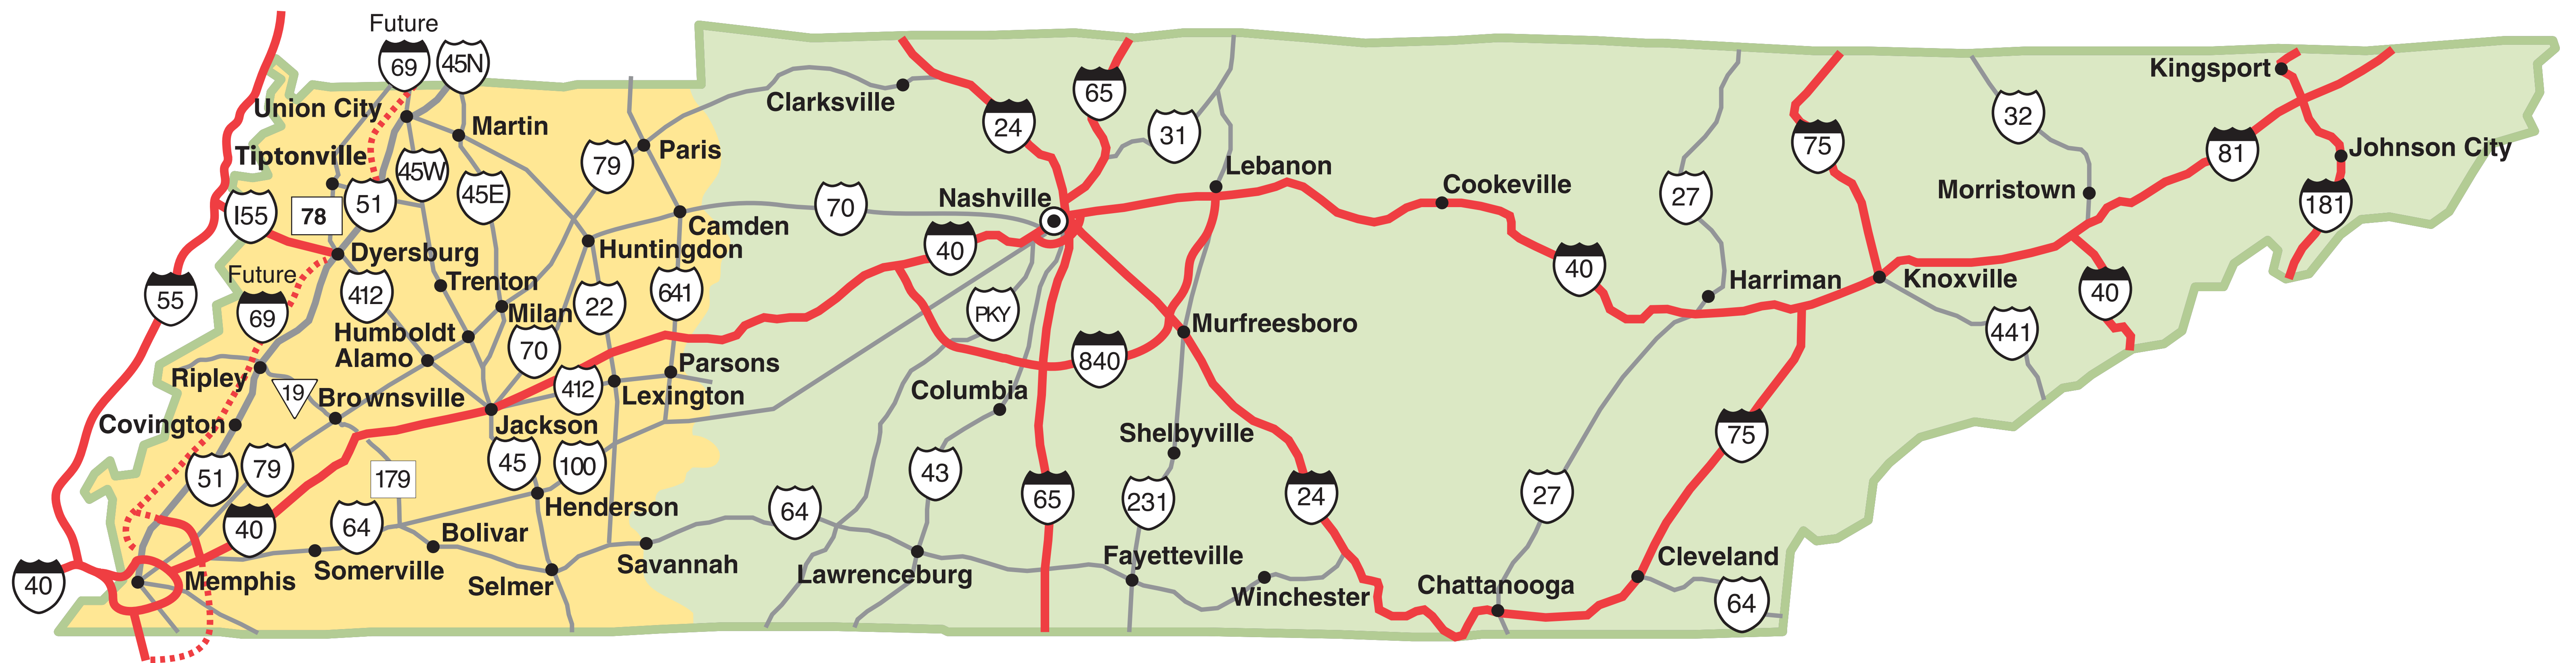 Future
69
45N
Union City
Martin
Tiptonville
45W
45E
79
Paris
I55
78
51
Camden
Dyersburg
Huntingdon
Future
69
412
Trenton
22
641
Milan
55
Humboldt
Alamo
70
Parsons
Ripley
19
Brownsville
412
Lexington
Covington
Jackson
51
79
179
45
100
Henderson
40
64
Bolivar
40
Memphis
Somerville
Selmer
Savannah
Clarksville
24
65
31
Lebanon
70
Nashville
40
PKY
Murfreesboro
840
Columbia
Shelbyville
43
65
231
24
64
Lawrenceburg
Fayetteville
Winchester
Cookeville
40
27
75
32
Kingsport
81
Johnson City
Morristown
181
Harriman
Knoxville
40
441
75
27
Chattanooga
Cleveland
64